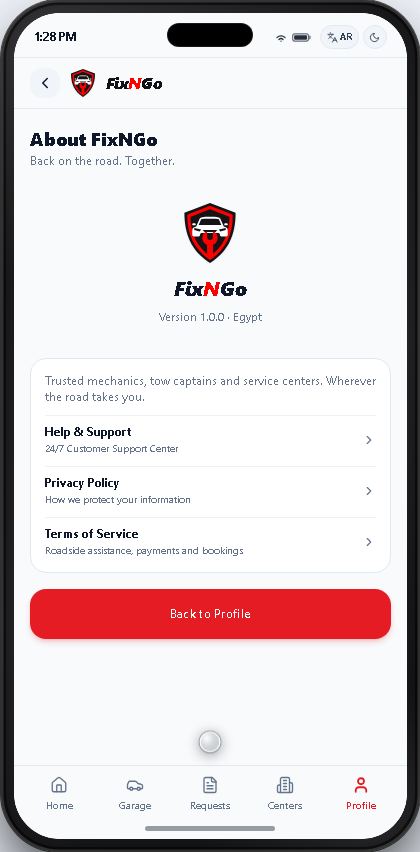 1:28 PM
AR
FixNGo
About FixNGo
Back on the road. Together.
FixNGo
Version 1.0.0 · Egypt
Trusted mechanics, tow captains and service centers. Wherever
the road takes you.
Help & Support
24/7 Customer Support Center
Privacy Policy
How we protect your information
Terms of Service
Roadside assistance, payments and bookings
Back to Profile
Home
Garage
Requests
Centers
Profile